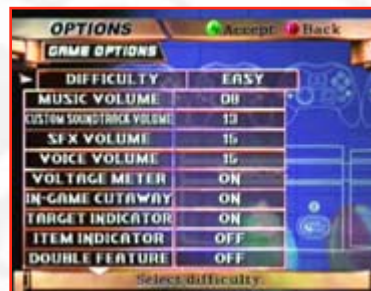 OPTIONS Accept Back
GAME OPTIONS
DIFFICULTY EASY
MUSIC VOLUME 08
CUSTOM SOUNDTRACK VOLUME 13
SFX VOLUME 15
VOICE VOLUME 15
VOLTAGE METER ON
IN-GAME CUTAWAY ON
TARGET INDICATOR ON
ITEM INDICATOR OFF
DOUBLE FEATURE OFF
Select difficulty.